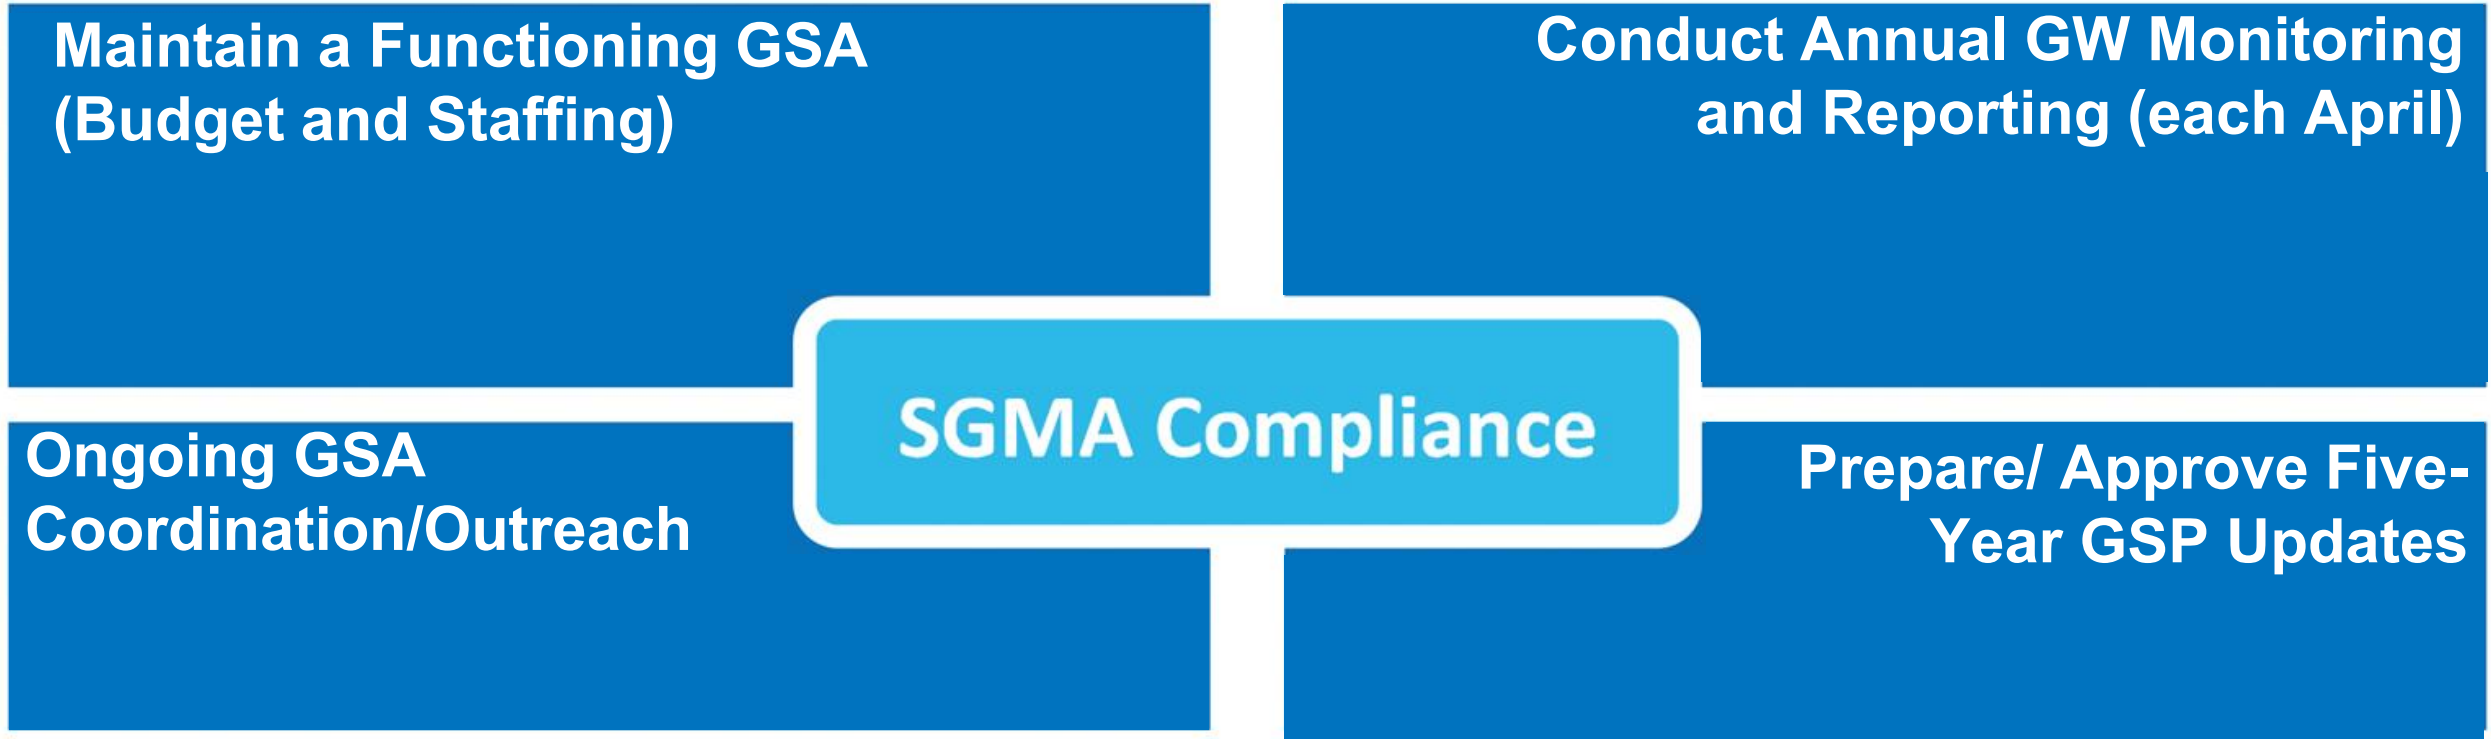 Maintain a Functioning GSA
(Budget and Staffing)
Conduct Annual GW Monitoring
and Reporting (each April)
SGMA Compliance
Ongoing GSA
Coordination/Outreach
Prepare/ Approve Five-
Year GSP Updates